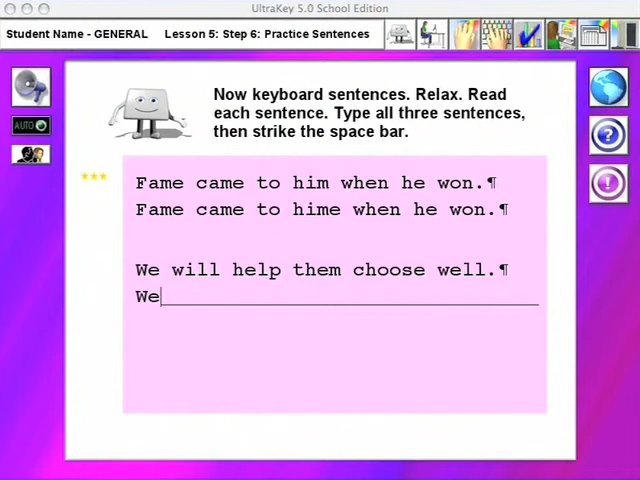 UltraKey 5.0 School Edition
Student Name - GENERAL Lesson 5: Step 6: Practice Sentences
AUTO
Now keyboard sentences. Relax. Read
each sentence. Type all three sentences,
then strike the space bar.
Fame came to him when he won.¶
Fame came to hime when he won.¶
We will help them choose well.¶
We